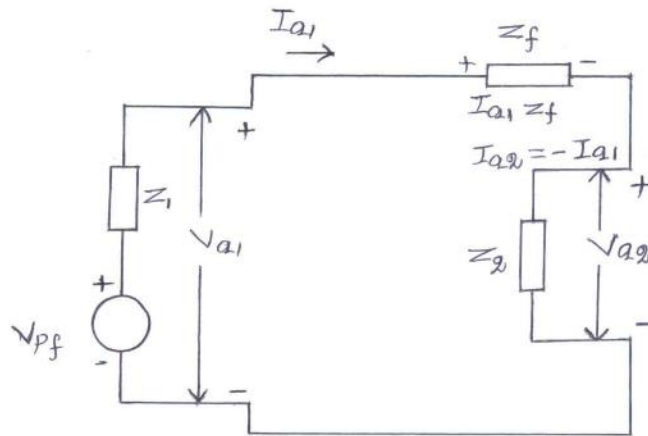 Ia1
Zf
+ -
Ia1 Zf
+
Ia2 = -Ia1
+
Z1
Va1
Z2
Va2
+
Vpf
-
-
-